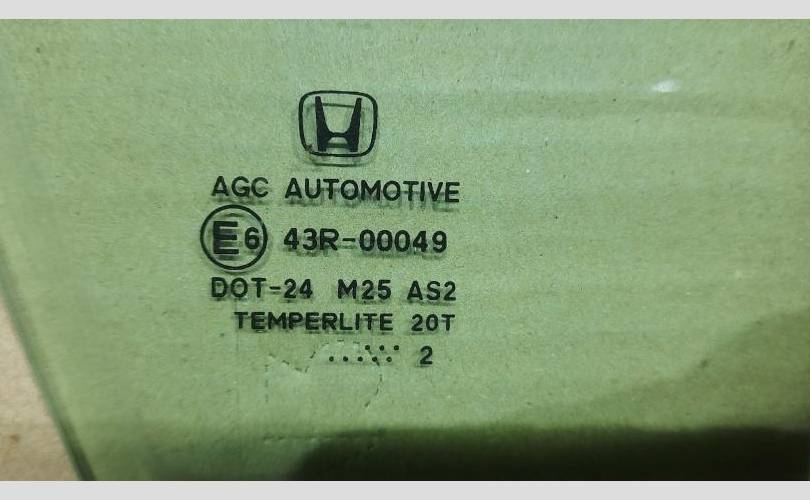 AGC AUTOMOTIVE
E6 43R-00049
DOT-24 M25 AS2
TEMPERLITE 20T
2